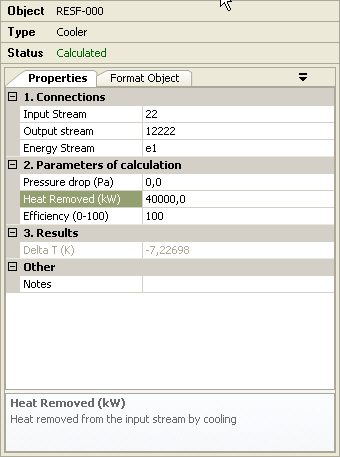 Object RESF-000
Type Cooler
Status Calculated
Properties Format Object
1. Connections
Input Stream 22
Output stream 12222
Energy Stream e1
2. Parameters of calculation
Pressure drop (Pa) 0,0
Heat Removed (kW) 40000,0
Efficiency (0-100) 100
3. Results
Delta T (K) -7,22698
Other
Notes
Heat Removed (kW)
Heat removed from the input stream by cooling